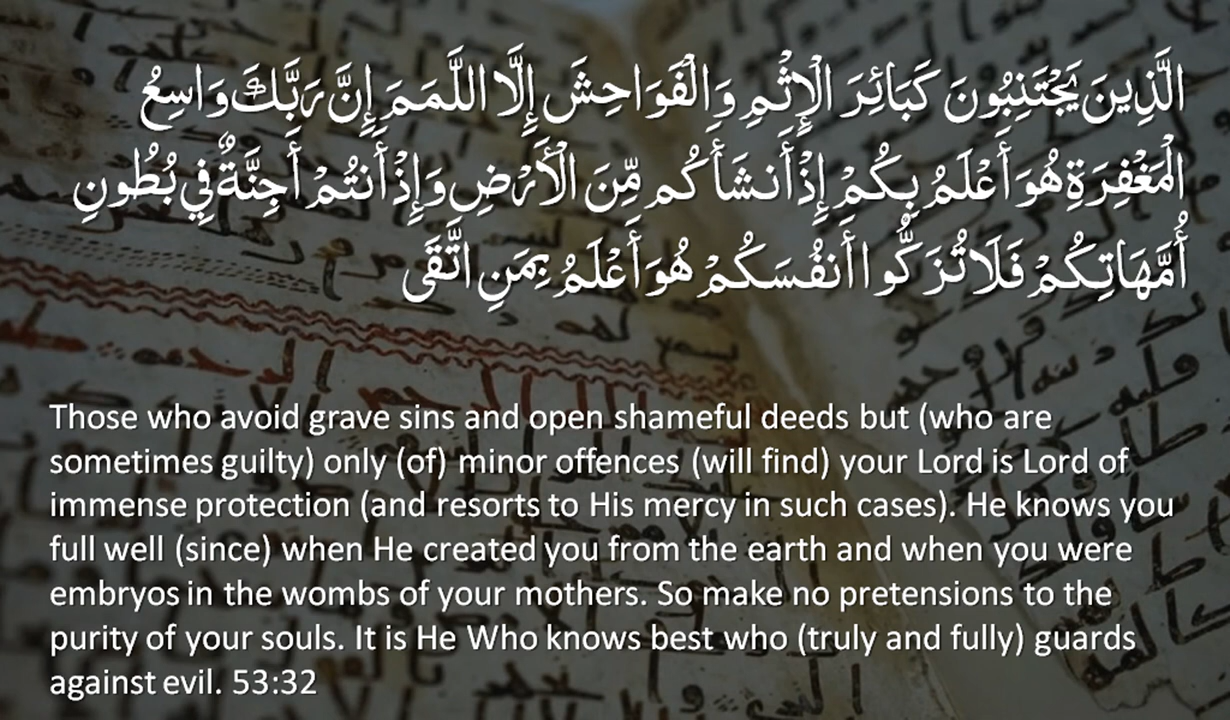 الَّذِينَ يَجْتَنِبُونَ كَبَائِرَ الْإِثْمِ وَالْفَوَاحِشَ إِلَّا اللَّمَمَ إِنَّ رَبَّكَ وَاسِعُ
الْمَغْفِرَةِ هُوَ أَعْلَمُ بِكُمْ إِذْ أَنشَأَكُم مِّنَ الْأَرْضِ وَإِذْ أَنتُمْ أَجِنَّةٌ فِي بُطُونِ
أُمَّهَاتِكُمْ فَلَا تُزَكُّوا أَنفُسَكُمْ هُوَ أَعْلَمُ بِمَنِ اتَّقَى
Those who avoid grave sins and open shameful deeds but (who are
sometimes guilty) only (of) minor offences (will find) your Lord is Lord of
immense protection (and resorts to His mercy in such cases). He knows you
full well (since) when He created you from the earth and when you were
embryos in the wombs of your mothers. So make no pretensions to the
purity of your souls. It is He Who knows best who (truly and fully) guards
against evil. 53:32